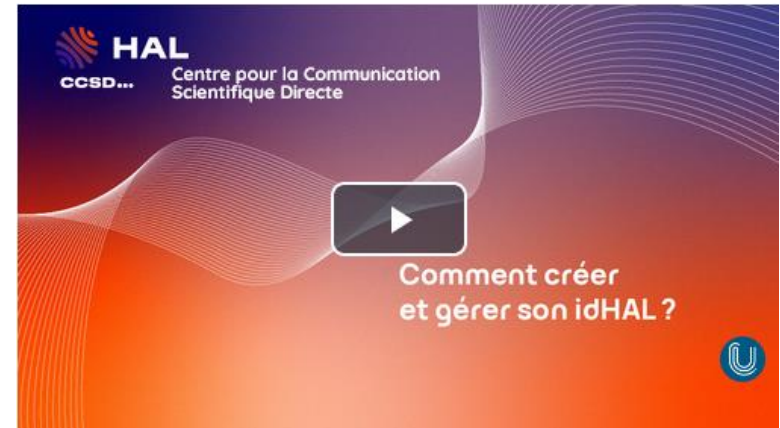 HAL
CCSD...
Centre pour la Communication
Scientifique Directe
Comment créer
et gérer son idHAL ?